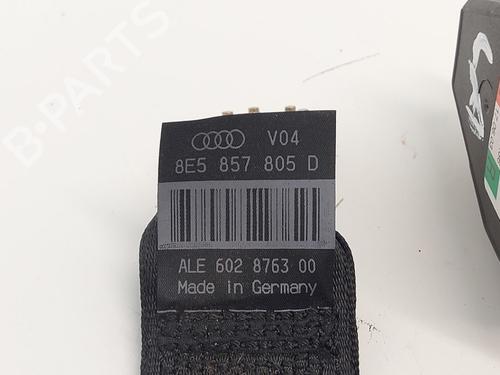 B-PARTS
V04
8E5 857 805 D
ALE 602 8763 00
Made in Germany